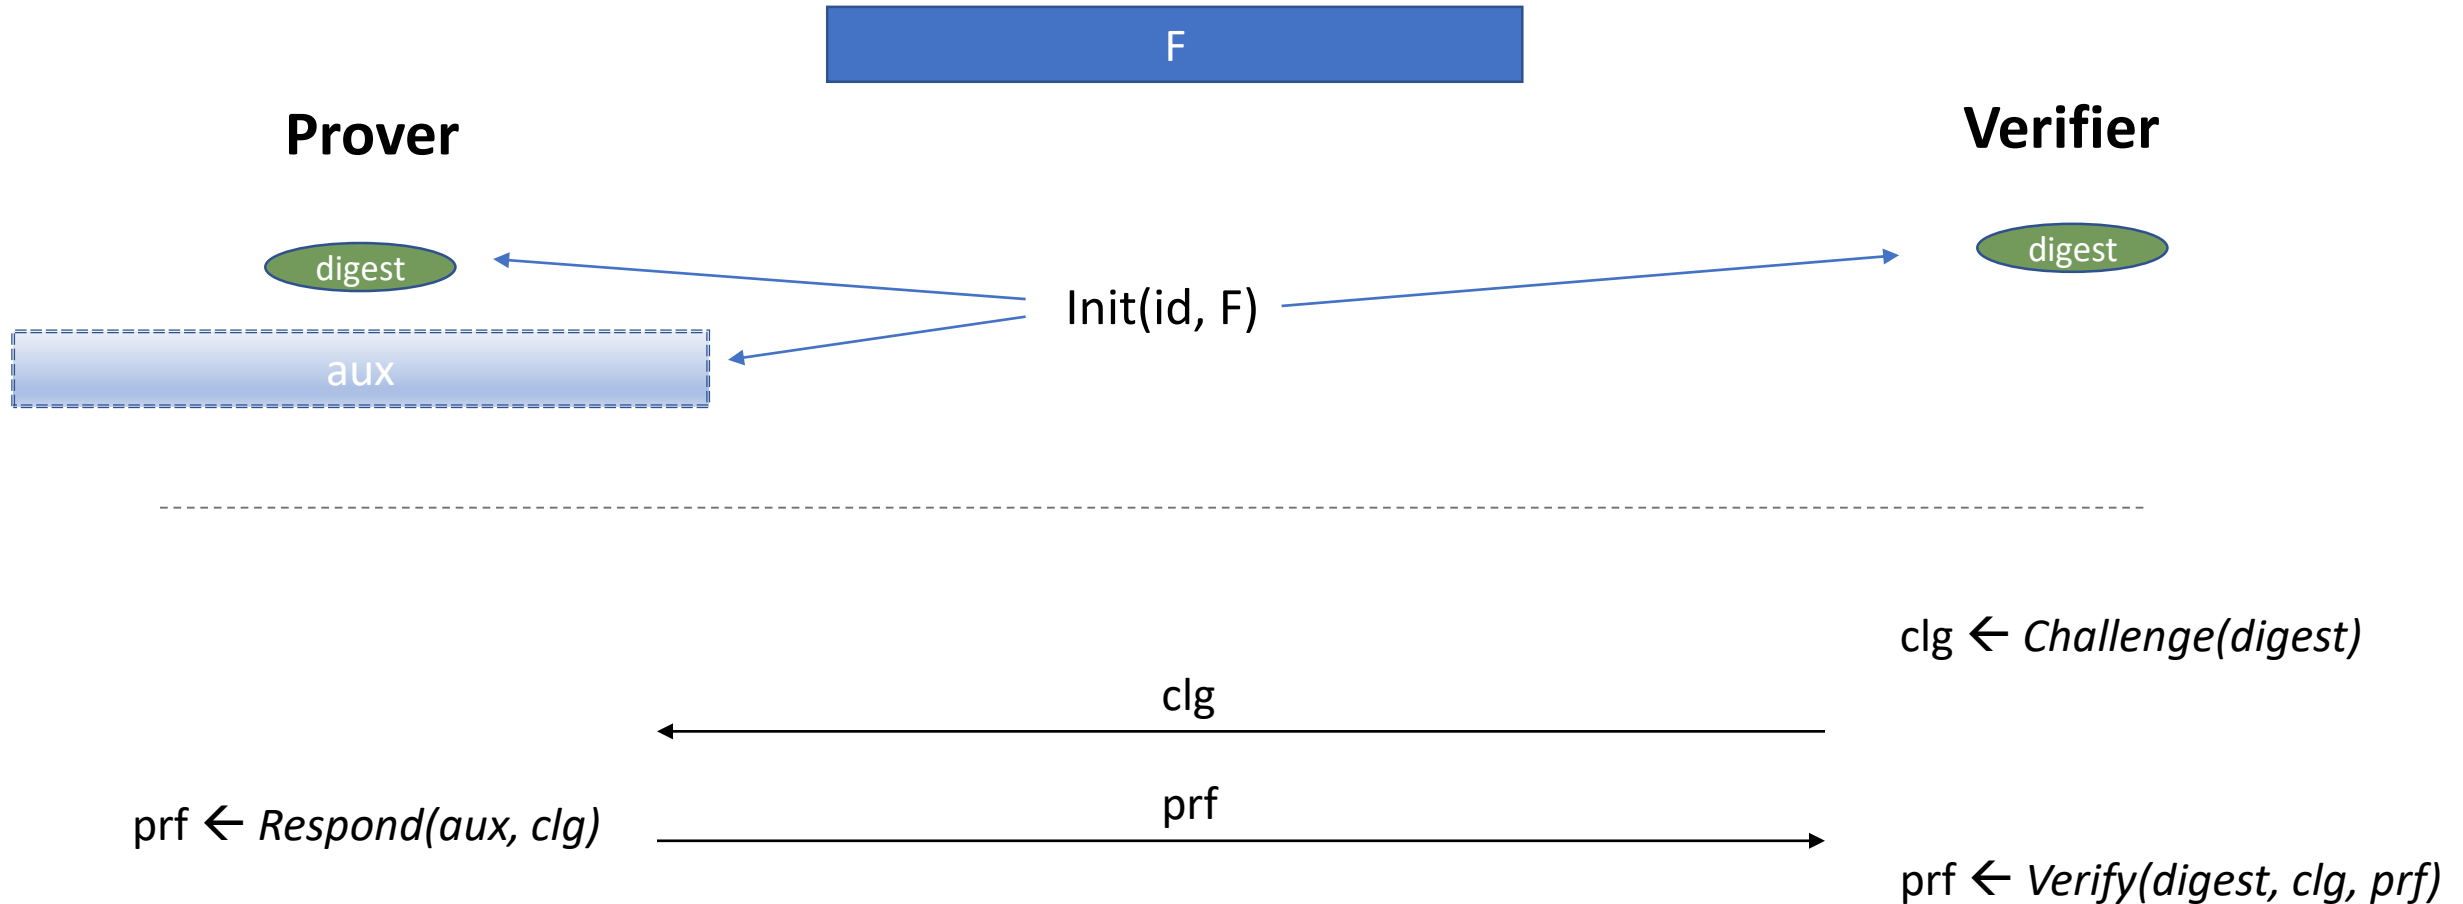 F
Prover
Verifier
digest
digest
Init(id, F)
aux
clg ← Challenge(digest)
clg
prf
prf ← Respond(aux, clg)
prf ← Verify(digest, clg, prf)